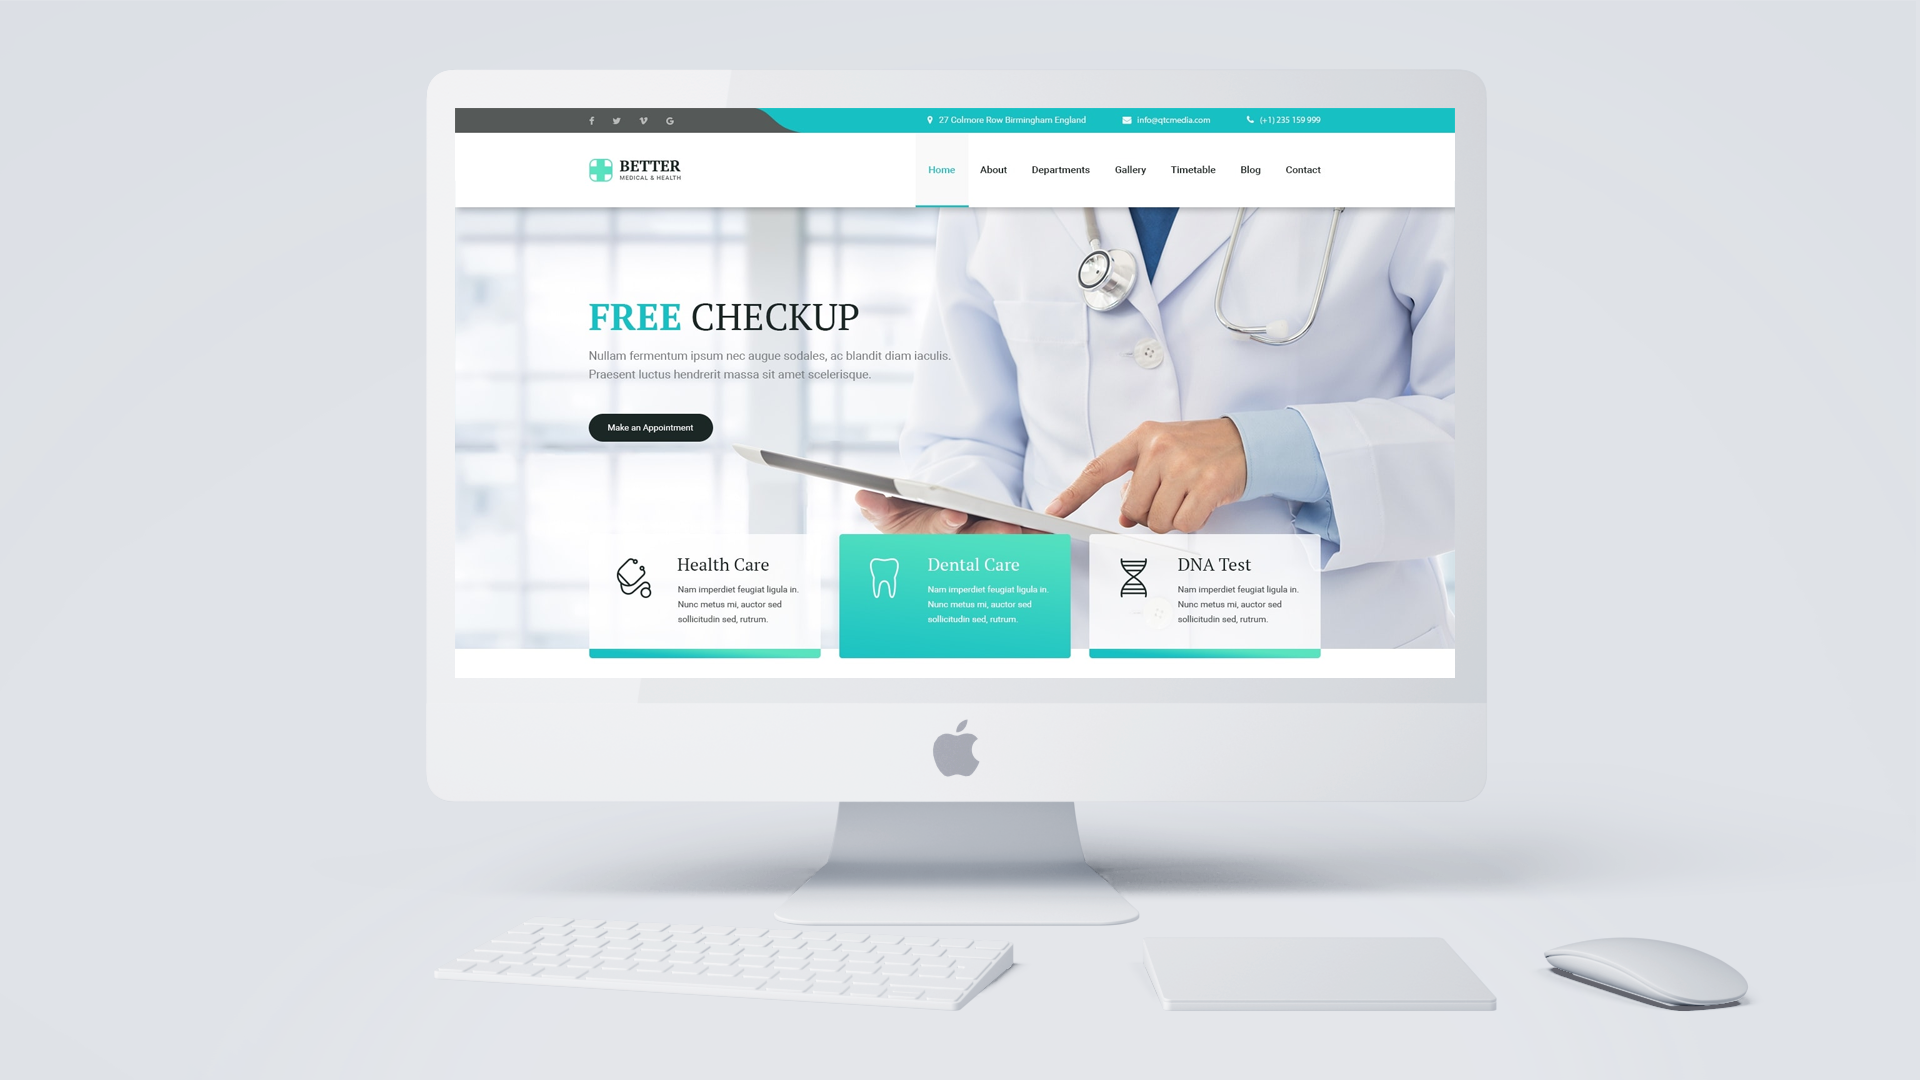 27 Colmore Row Birmingham England
info@qtcmedia.com
(+1) 235 159 999
BETTER
MEDICAL & HEALTH
Home
About
Departments
Gallery
Timetable
Blog
Contact
FREE CHECKUP
Nullam fermentum ipsum nec augue sodales, ac blandit diam iaculis.
Praesent luctus hendrerit massa sit amet scelerisque.
Make an Appointment
Health Care
Nam imperdiet feugiat ligula in.
Nunc metus mi, auctor sed
sollicitudin sed, rutrum.
Dental Care
Nam imperdiet feugiat ligula in.
Nunc metus mi, auctor sed
sollicitudin sed, rutrum.
DNA Test
Nam imperdiet feugiat ligula in.
Nunc metus mi, auctor sed
sollicitudin sed, rutrum.